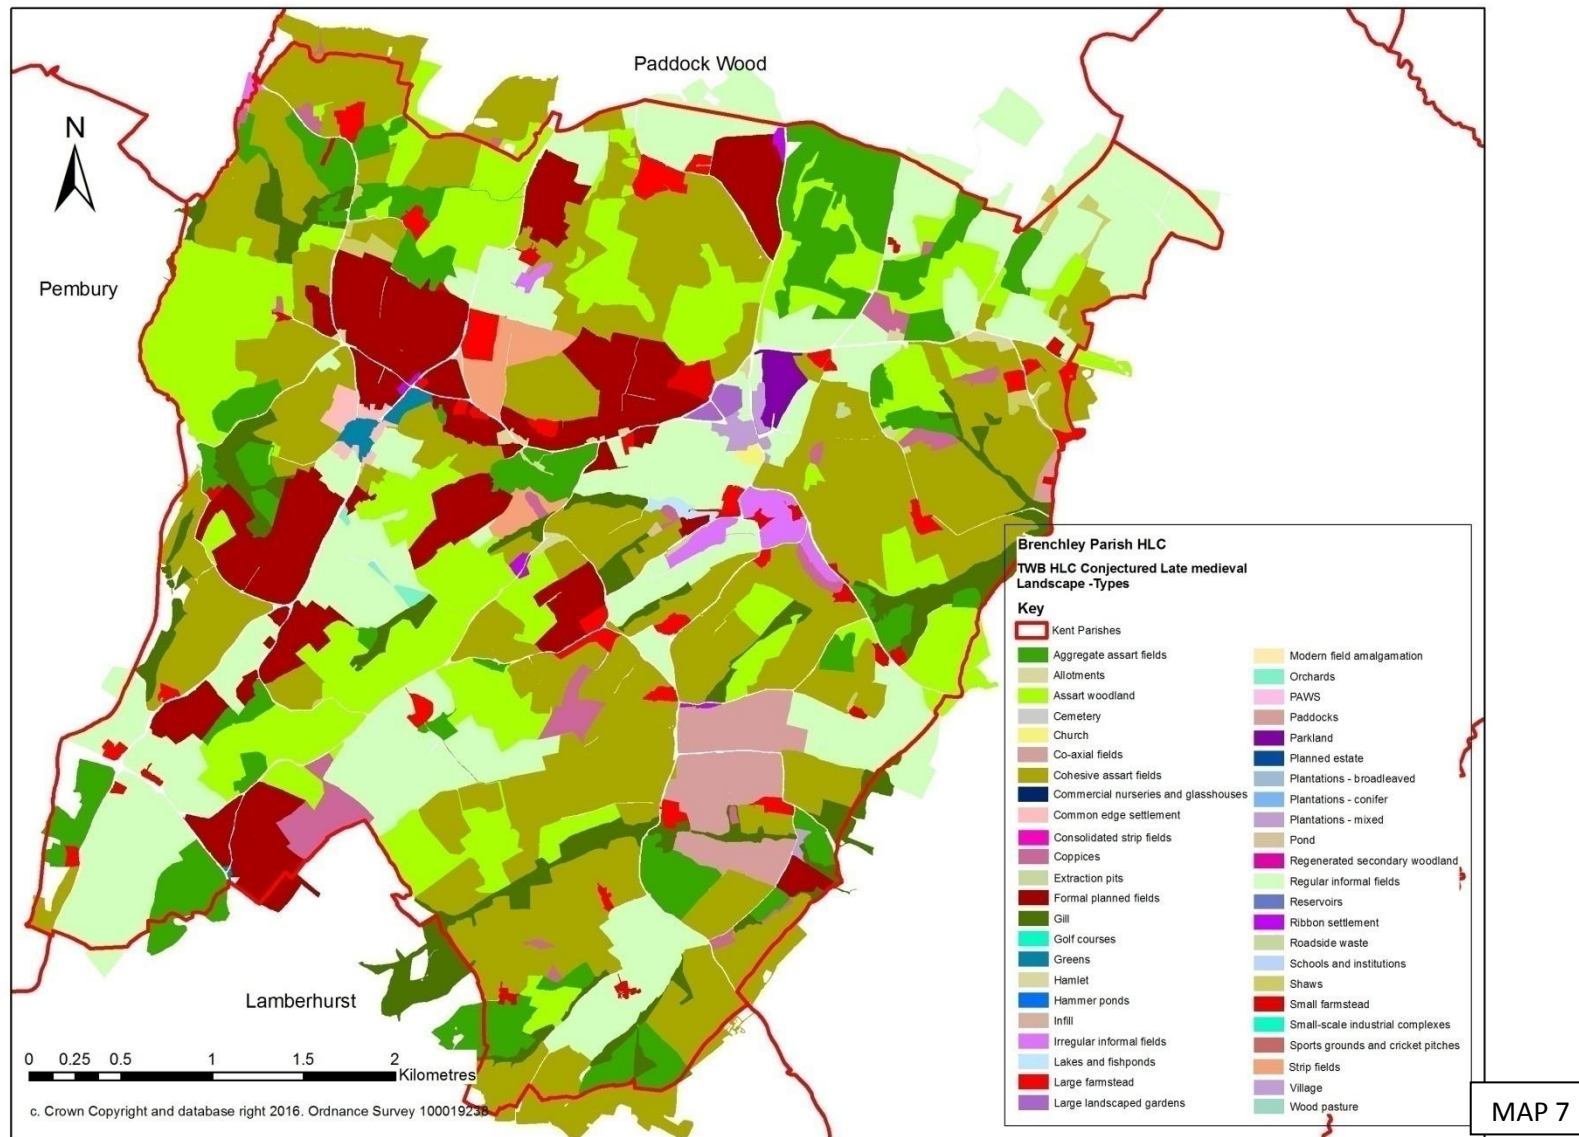 Paddock Wood
N
Pembury
Lamberhurst
0 0.25 0.5 1 1.5 2
Kilometres
c. Crown Copyright and database right 2016. Ordnance Survey 100019238
Brenchley Parish HLC
TWB HLC Conjectured Late medieval
Landscape -Types
Key
Kent Parishes
Aggregate assart fields
Allotments
Assart woodland
Cemetery
Church
Co-axial fields
Cohesive assart fields
Commercial nurseries and glasshouses
Common edge settlement
Consolidated strip fields
Coppices
Extraction pits
Formal planned fields
Gill
Golf courses
Greens
Hamlet
Hammer ponds
Infill
Irregular informal fields
Lakes and fishponds
Large farmstead
Large landscaped gardens
Modern field amalgamation
Orchards
PAWS
Paddocks
Parkland
Planned estate
Plantations - broadleaved
Plantations - conifer
Plantations - mixed
Pond
Regenerated secondary woodland
Regular informal fields
Reservoirs
Ribbon settlement
Roadside waste
Schools and institutions
Shaws
Small farmstead
Small-scale industrial complexes
Sports grounds and cricket pitches
Strip fields
Village
Wood pasture
MAP 7